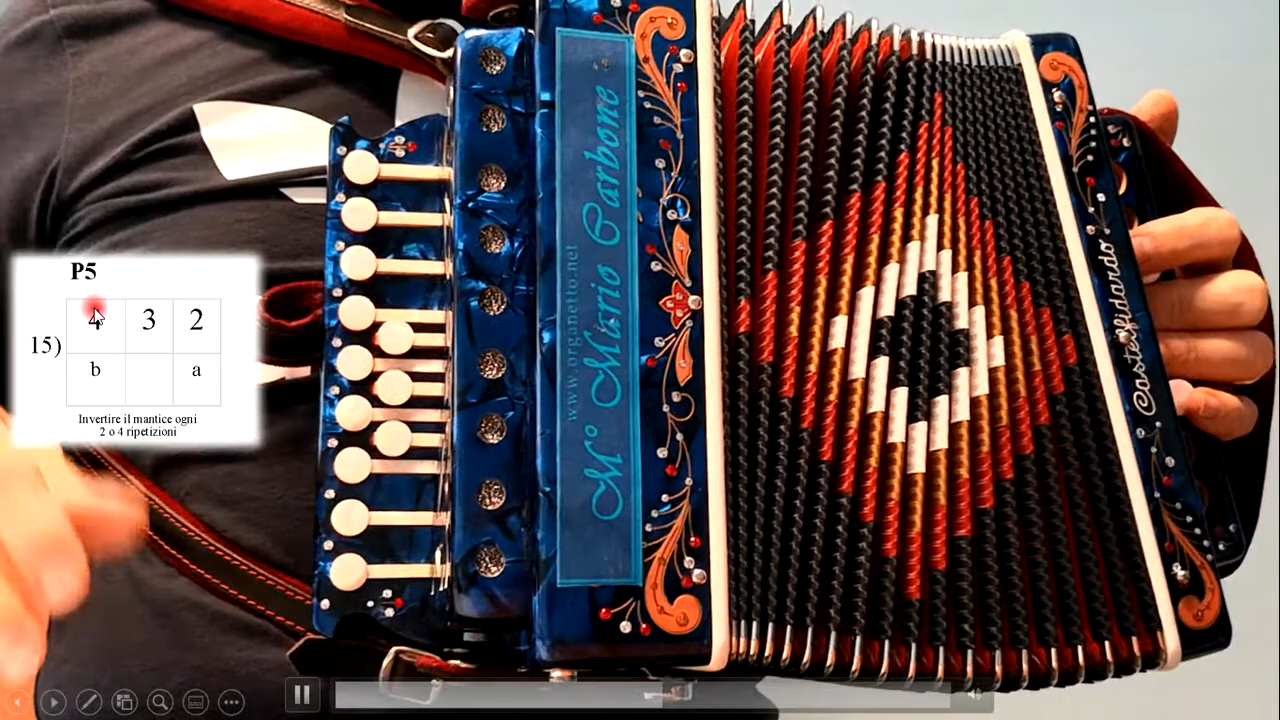 P5
4 3 2
15)
b a
Invertire il mantice ogni
2 o 4 ripetizioni
www.organetto.net
M° Mario Carbone
Castelfidardo